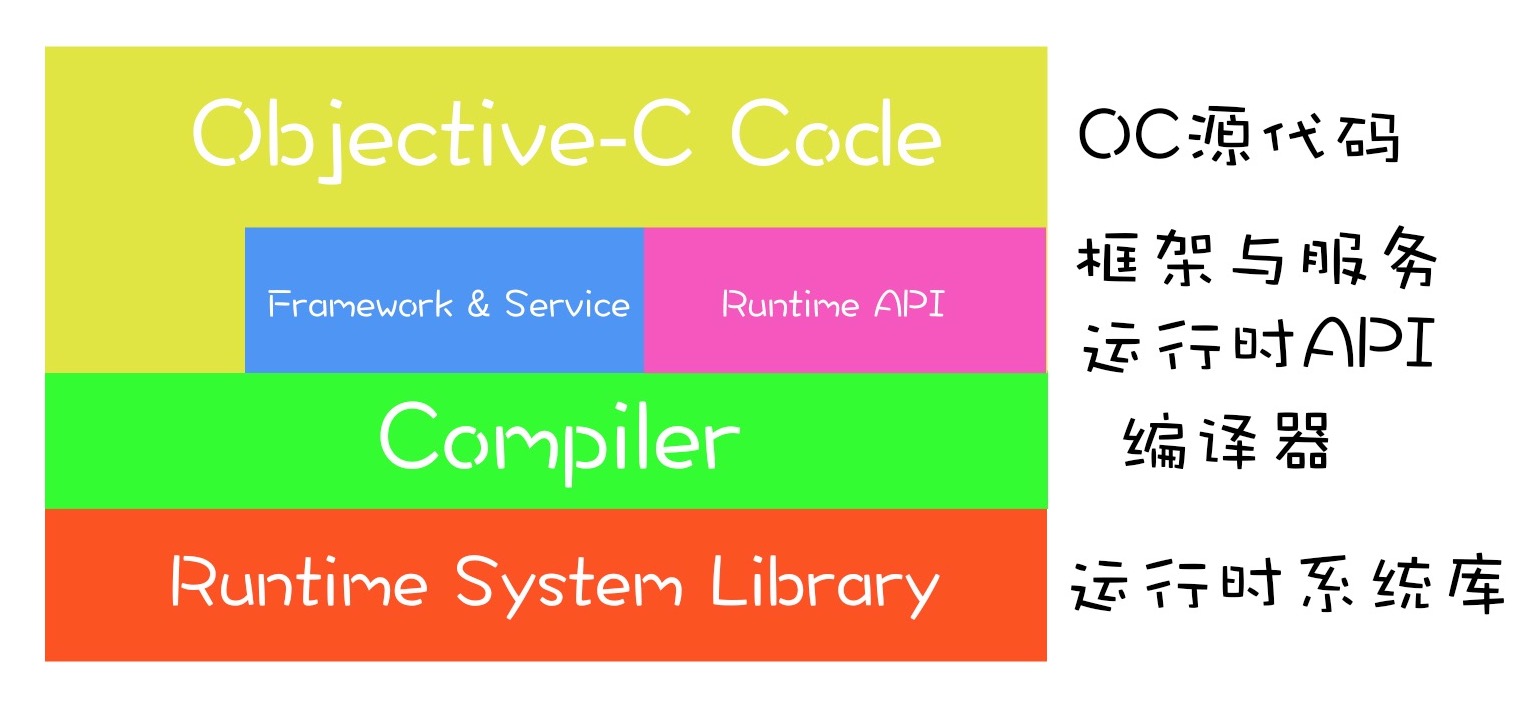 Objective-C Code
OC源代码
框架与服务
Framework & Service
Runtime API
运行时API
Compiler
编译器
Runtime System Library
运行时系统库